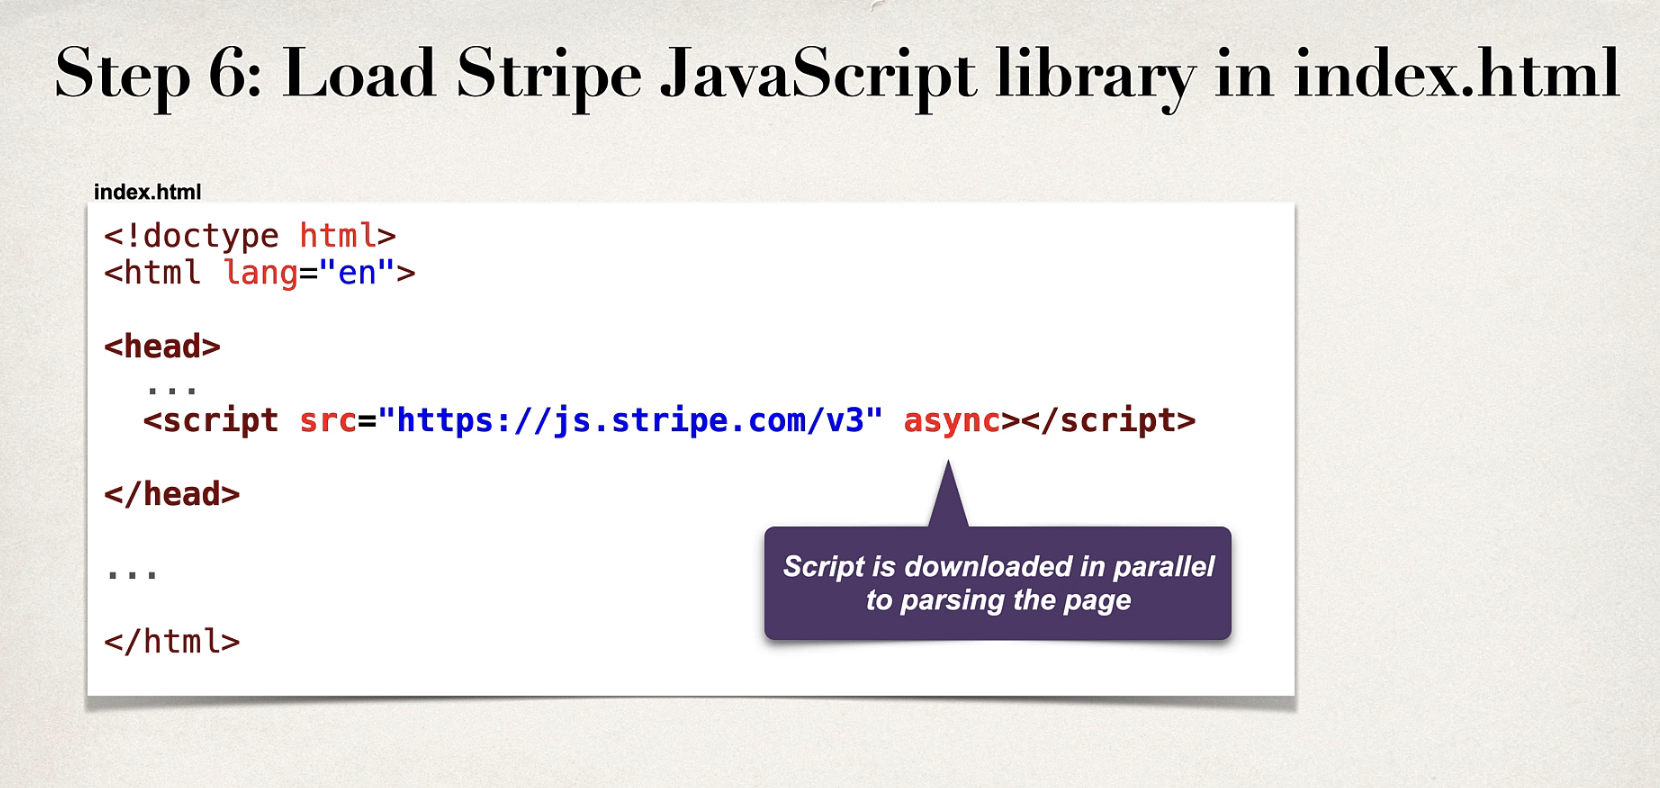 Step 6: Load Stripe JavaScript library in index.html
index.html
<!doctype html>
<html lang="en">
<head>
...
<script src="https://js.stripe.com/v3" async></script>
</head>
Script is downloaded in parallel
to parsing the page
...
</html>